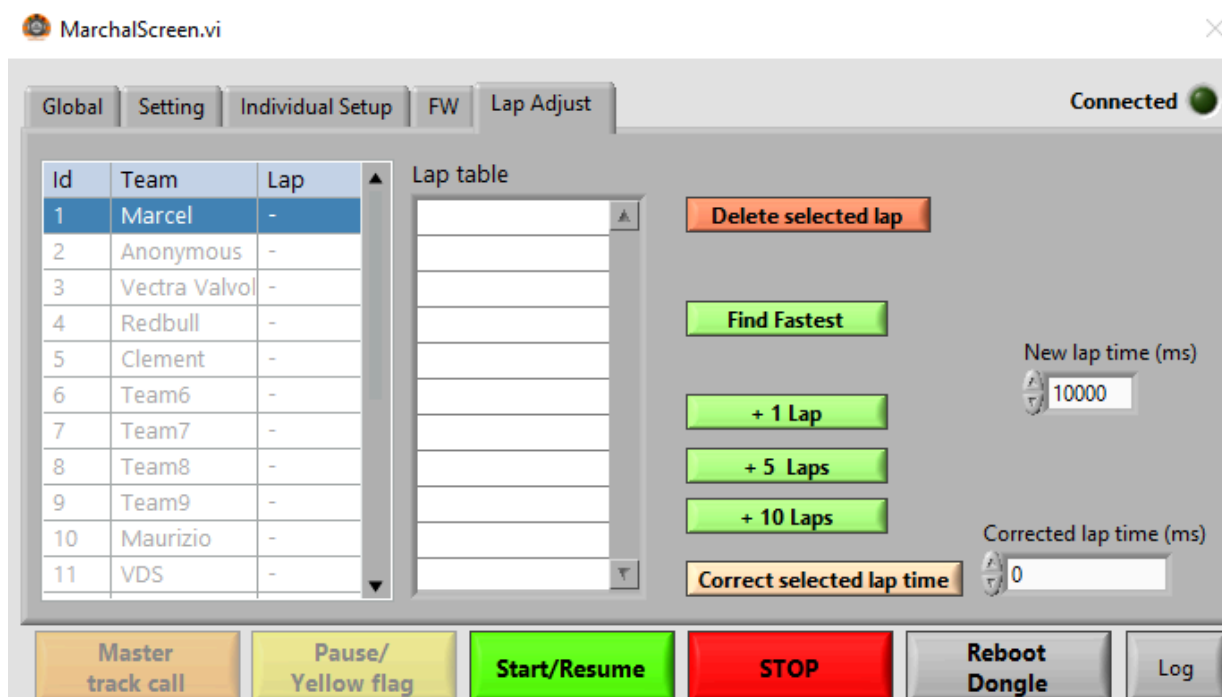 MarchalScreen.vi
Global Setting Individual Setup FW Lap Adjust Connected
Id Team Lap
1 Marcel -
2 Anonymous -
3 Vectra Valvol -
4 Redbull -
5 Clement -
6 Team6 -
7 Team7 -
8 Team8 -
9 Team9 -
10 Maurizio -
11 VDS -
Lap table
Delete selected lap
Find Fastest
New lap time (ms)
10000
+ 1 Lap
+ 5 Laps
+ 10 Laps
Corrected lap time (ms)
Correct selected lap time
0
Master
track call
Pause/
Yellow flag
Start/Resume
STOP
Reboot
Dongle
Log